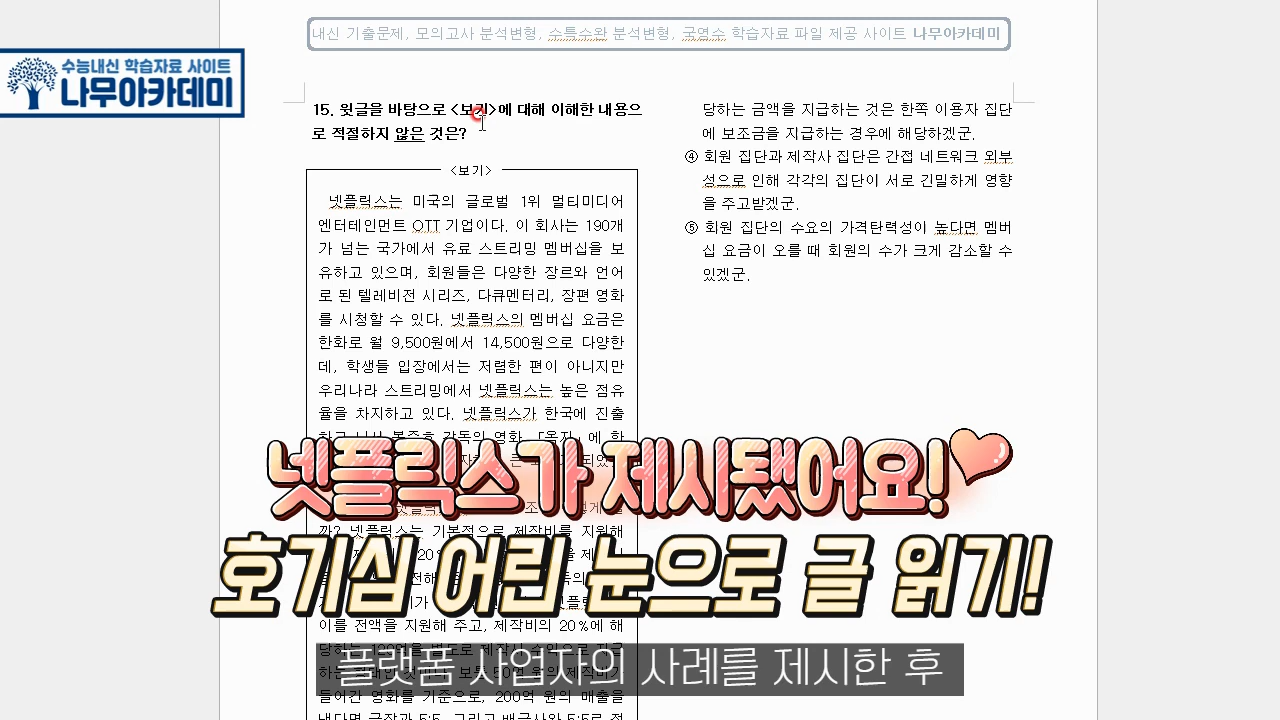 내신 기출문제, 모의고사 분석변형, 수특수완 분석변형, 국영수 학습자료 파일 제공 사이트 나무아카데미
수능내신 학습자료 사이트
나무아카데미
15. 윗글을 바탕으로 <보기>에 대해 이해한 내용으
로 적절하지 않은 것은?
<보기>
넷플릭스는 미국의 글로벌 1위 멀티미디어
엔터테인먼트 OTT 기업이다. 이 회사는 190개
가 넘는 국가에서 유료 스트리밍 멤버십을 보
유하고 있으며, 회원들은 다양한 장르와 언어
로 된 텔레비전 시리즈, 다큐멘터리, 장편 영화
를 시청할 수 있다. 넷플릭스의 멤버십 요금은
한화로 월 9,500원에서 14,500원으로 다양한
데, 학생들 입장에서는 저렴한 편이 아니지만
우리나라 스트리밍에서 넷플릭스는 높은 점유
율을 차지하고 있다. 넷플릭스가 한국에 진출
까? 넷플릭스는 기본적으로 제작비를 지원해
이를 전액을 지원해 주고, 제작비의 20%에 해
들어간 영화를 기준으로, 200억 원의 매출을
당하는 금액을 지급하는 것은 한쪽 이용자 집단
에 보조금을 지급하는 경우에 해당하겠군.
④ 회원 집단과 제작사 집단은 간접 네트워크 외부
성으로 인해 각각의 집단이 서로 긴밀하게 영향
을 주고받겠군.
⑤ 회원 집단의 수요의 가격탄력성이 높다면 멤버
십 요금이 오를 때 회원의 수가 크게 감소할 수
있겠군.
넷플릭스가 제시됐어요!
호기심 어린 눈으로 글 읽기!
플랫폼 사업자의 사례를 제시한 후